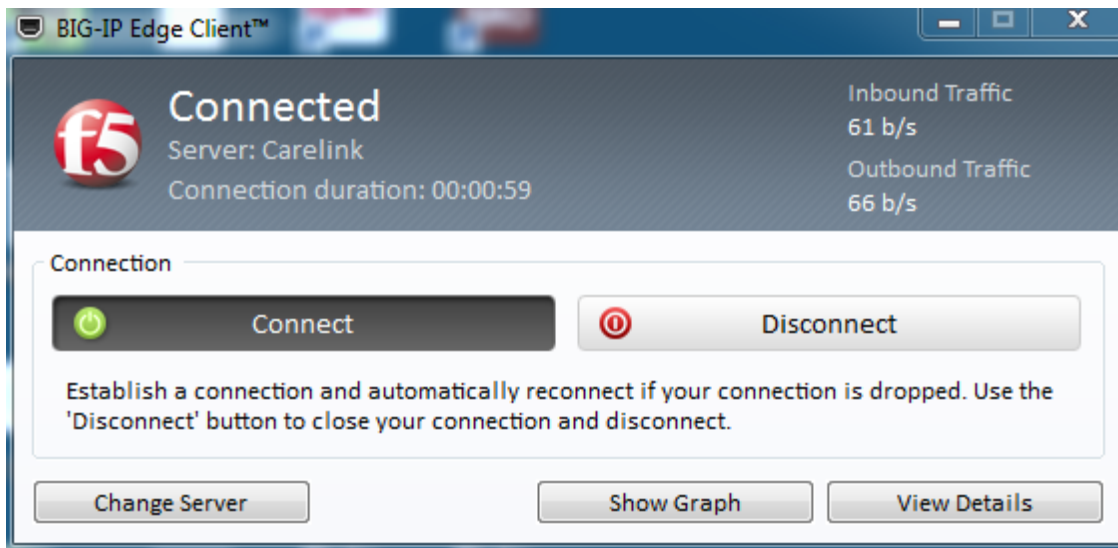 BIG-IP Edge Client™
f5
Connected
Server: Carelink
Connection duration: 00:00:59
Inbound Traffic
61 b/s
Outbound Traffic
66 b/s
Connection
Connect
Disconnect
Establish a connection and automatically reconnect if your connection is dropped. Use the
'Disconnect' button to close your connection and disconnect.
Change Server
Show Graph
View Details